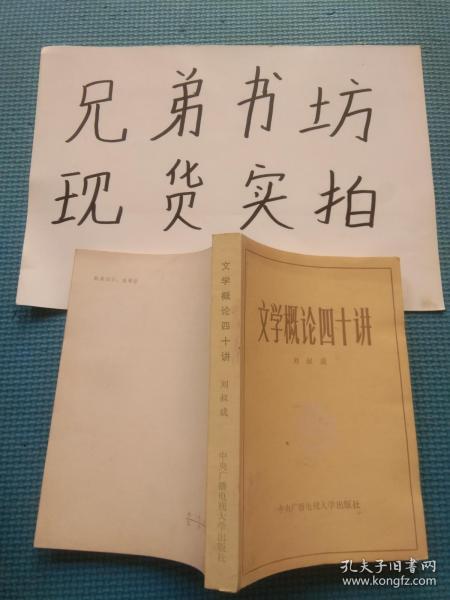 兄弟书坊
现货实拍
文学概论四十讲
刘叔成
中央广播电视大学出版社
文学概论四十讲
刘叔成
中央广播电视大学出版社
孔夫子旧书网
www.kongfz.com